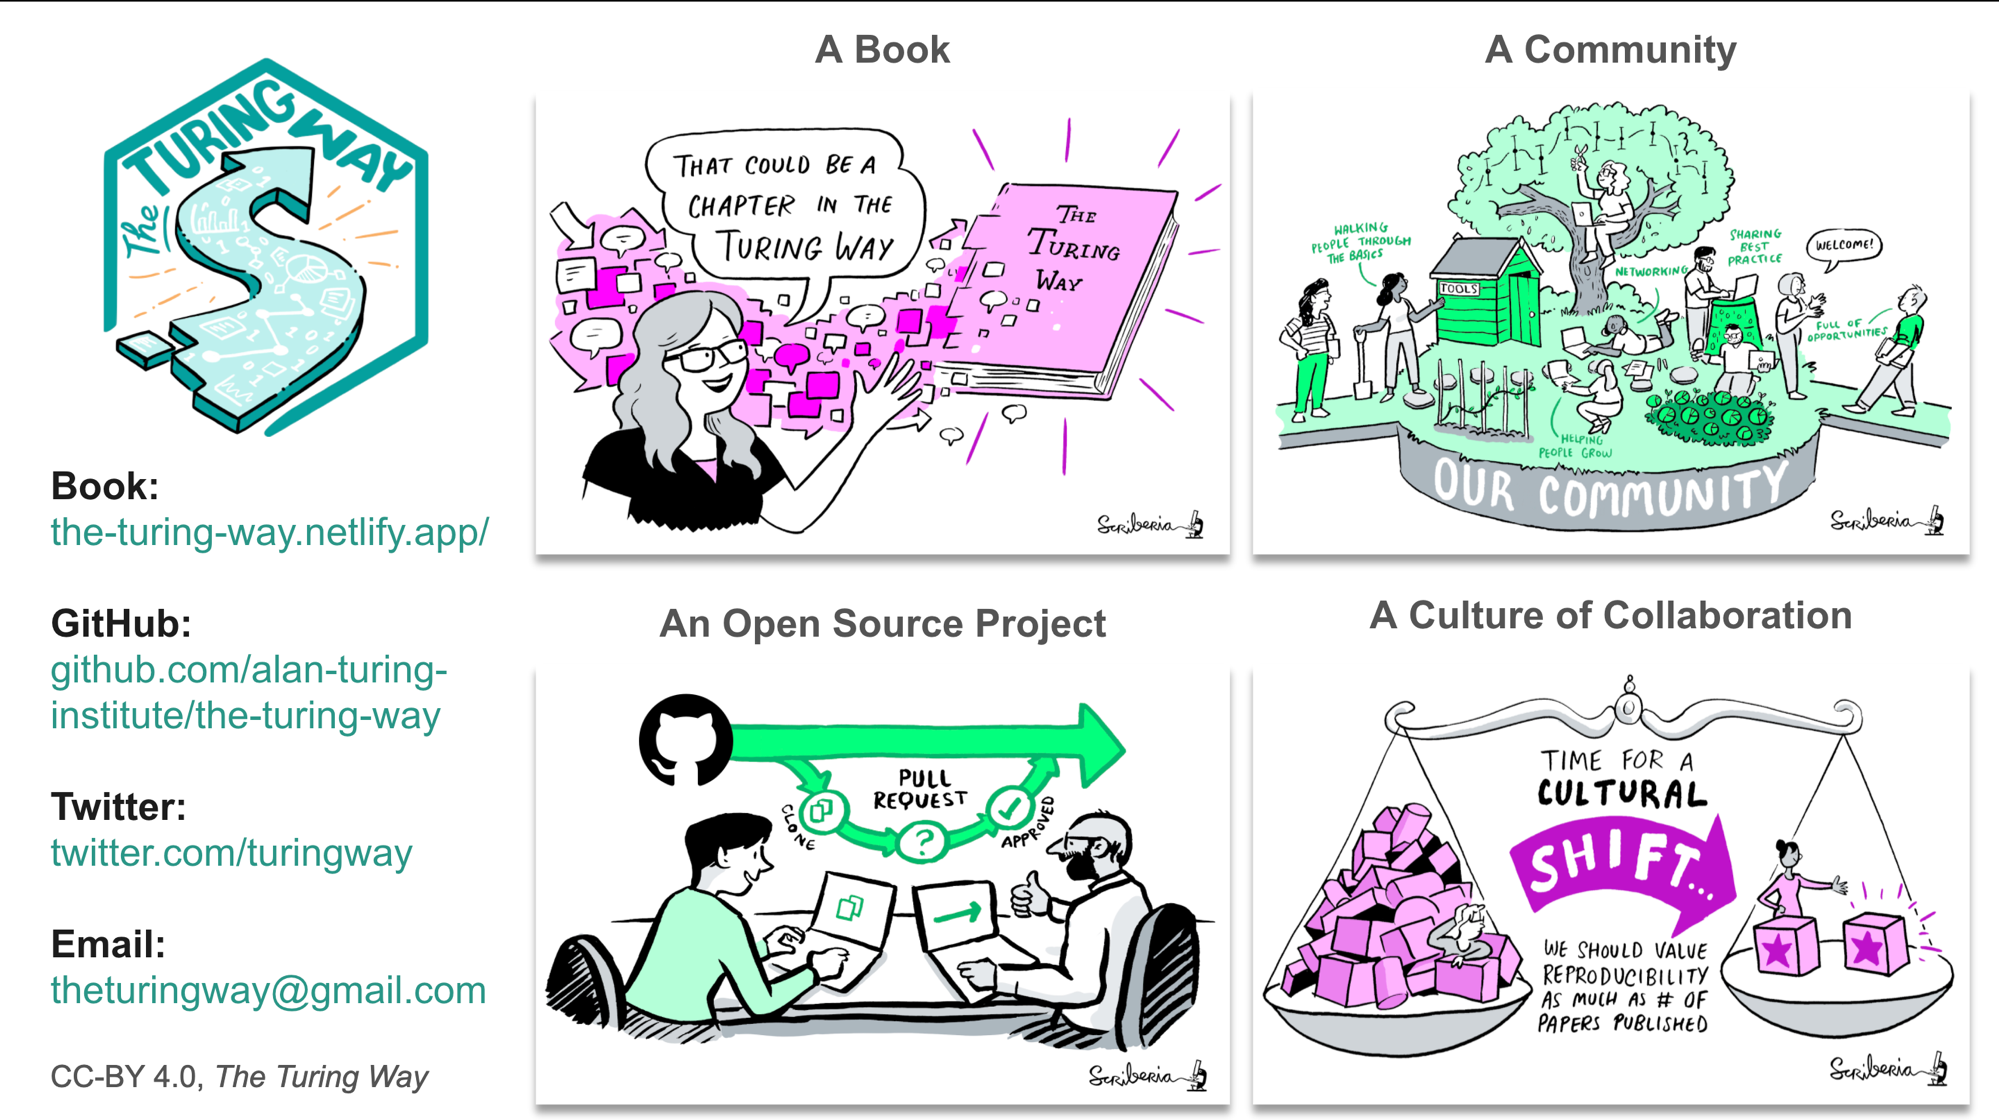 The
TURING WAY
Book:
the-turing-way.netlify.app/
GitHub:
github.com/alan-turing-
institute/the-turing-way
Twitter:
twitter.com/turingway
Email:
theturingway@gmail.com
CC-BY 4.0, The Turing Way
A Book
THAT COULD BE A
CHAPTER IN THE
TURING WAY
THE
TURING
WAY
Scriberia
A Community
WALKING
PEOPLE THROUGH
THE BASICS
TOOLS
NETWORKING
SHARING
BEST
PRACTICE
WELCOME!
FULL OF
OPPORTUNITIES
HELPING
PEOPLE GROW
OUR COMMUNITY
Scriberia
An Open Source Project
PULL
REQUEST
CLONE
?
APPROVED
Scriberia
A Culture of Collaboration
TIME FOR A
CULTURAL
SHIFT...
WE SHOULD VALUE
REPRODUCIBILITY
AS MUCH AS # OF
PAPERS PUBLISHED
Scriberia